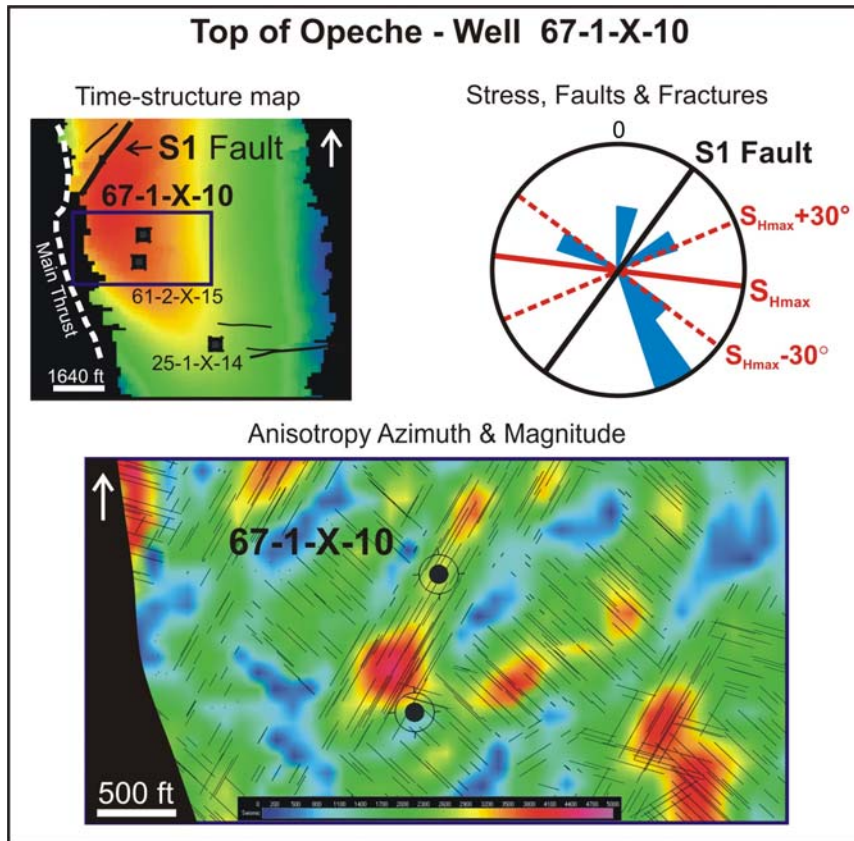 Top of Opeche - Well 67-1-X-10
Time-structure map
S1 Fault
67-1-X-10
Main Thrust
61-2-X-15
25-1-X-14
1640 ft
Stress, Faults & Fractures
0
S1 Fault
SHmax+30°
SHmax
SHmax-30°
Anisotropy Azimuth & Magnitude
67-1-X-10
500 ft